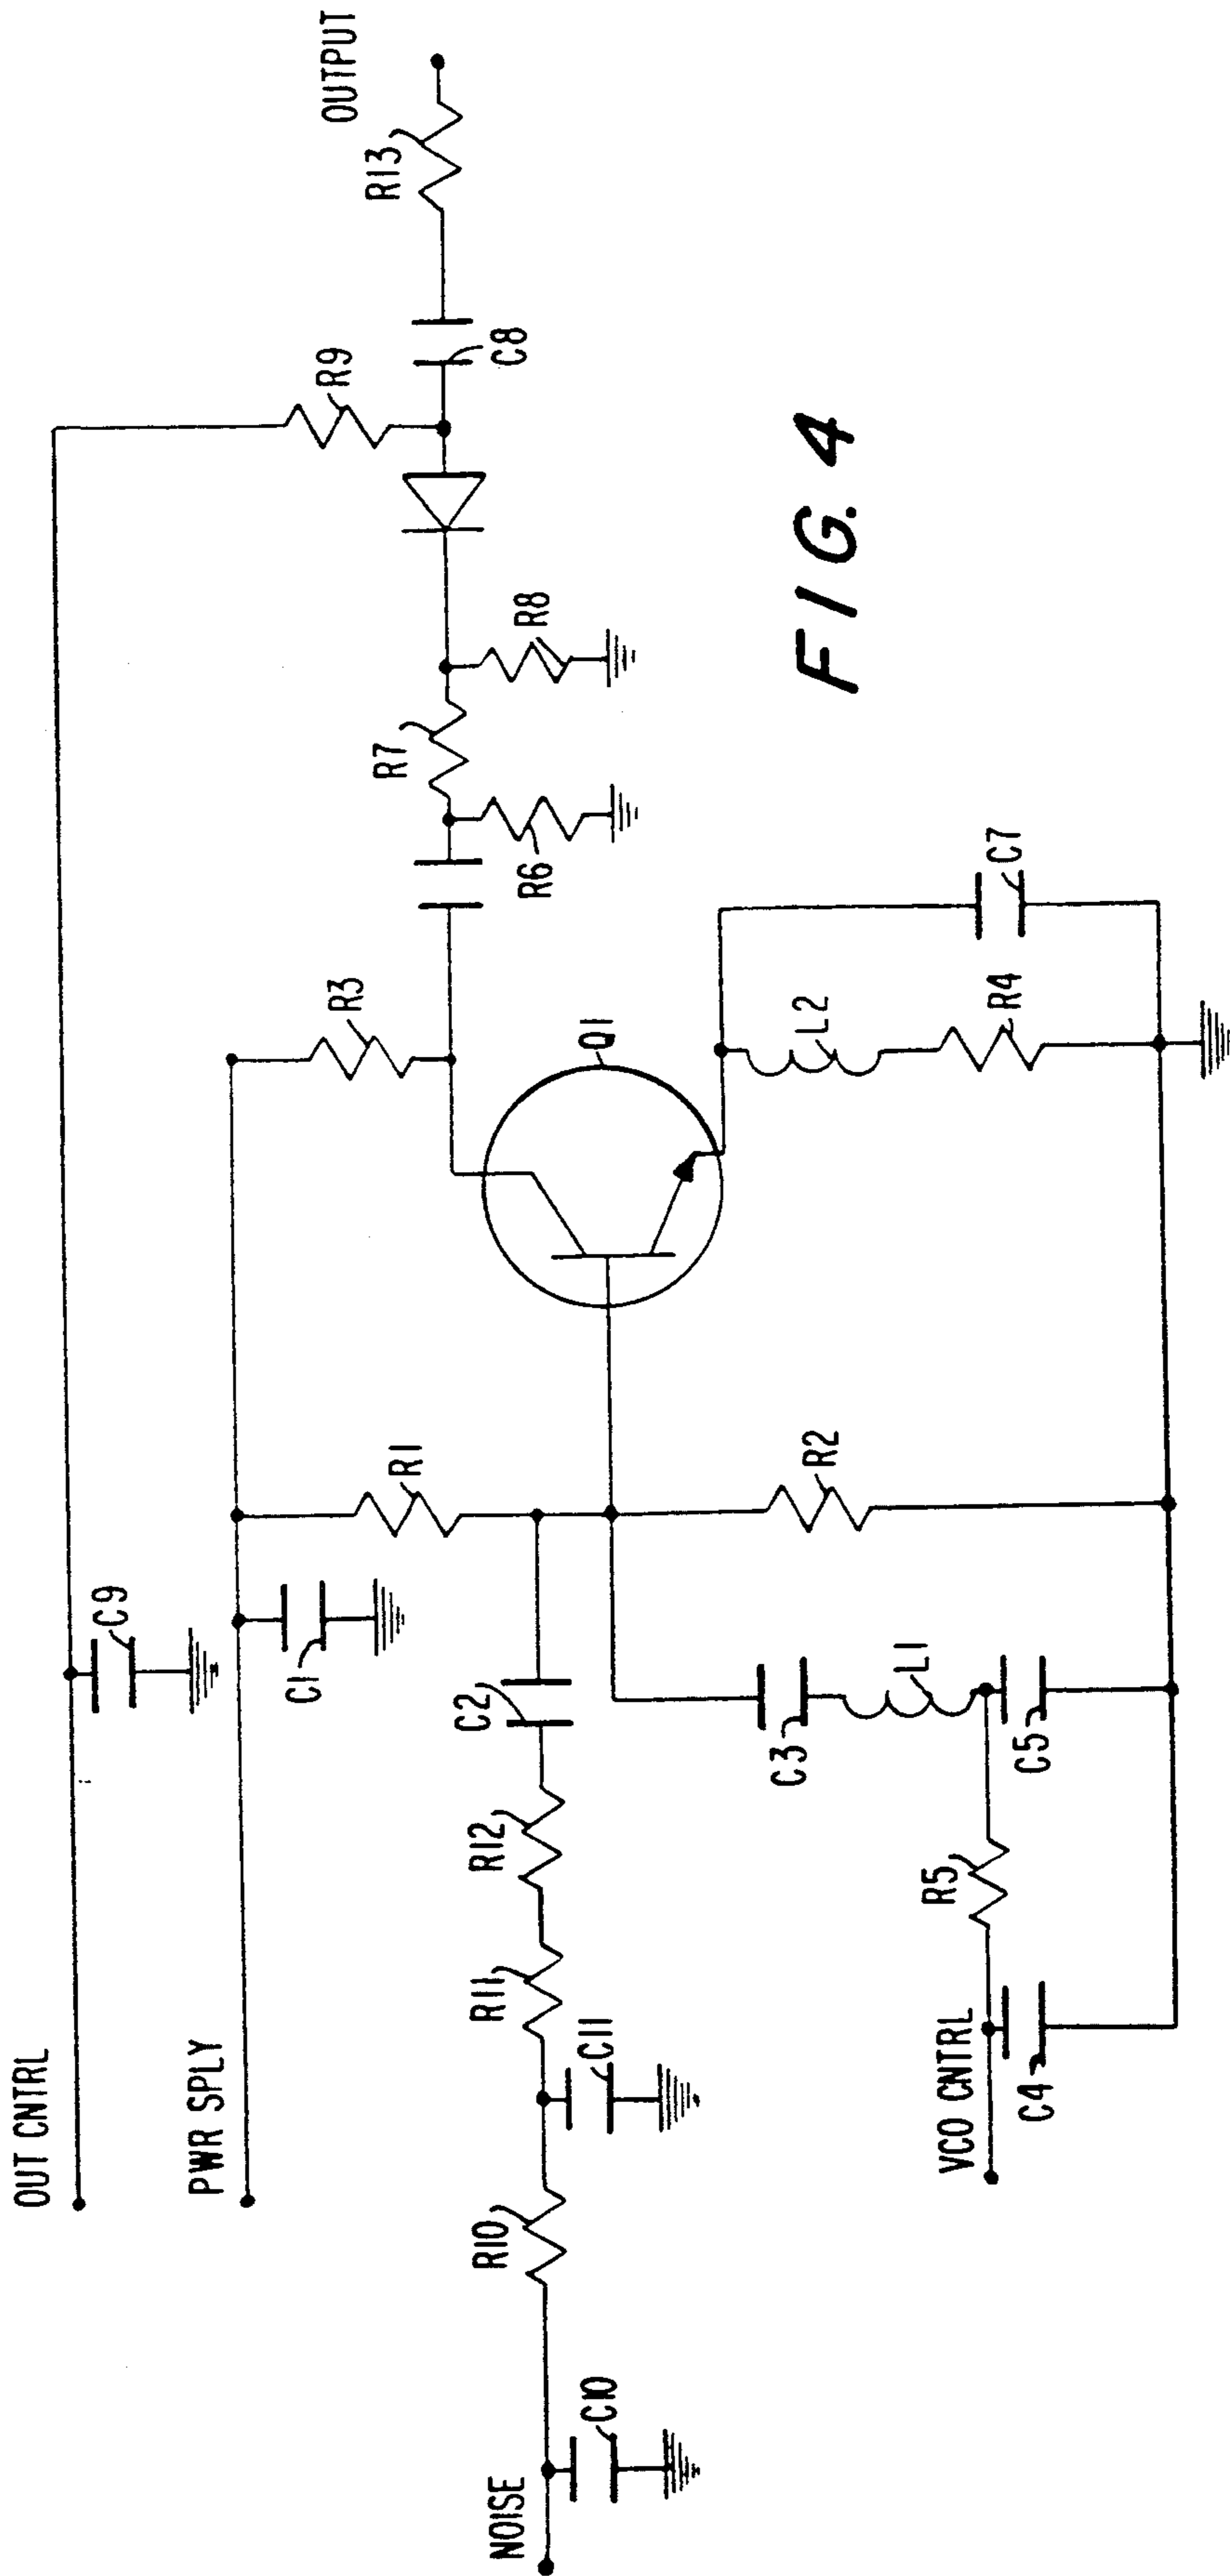 OUT CNTRL
C9
PWR SPLY
C1
R1
R3
R9
R13
OUTPUT
C8
R7
R6
R8
NOISE
C10
R10
C11
R11
R12
C2
Q1
L2
R4
C7
R2
C3
L1
C5
R5
VCO CNTRL
C4
FIG. 4